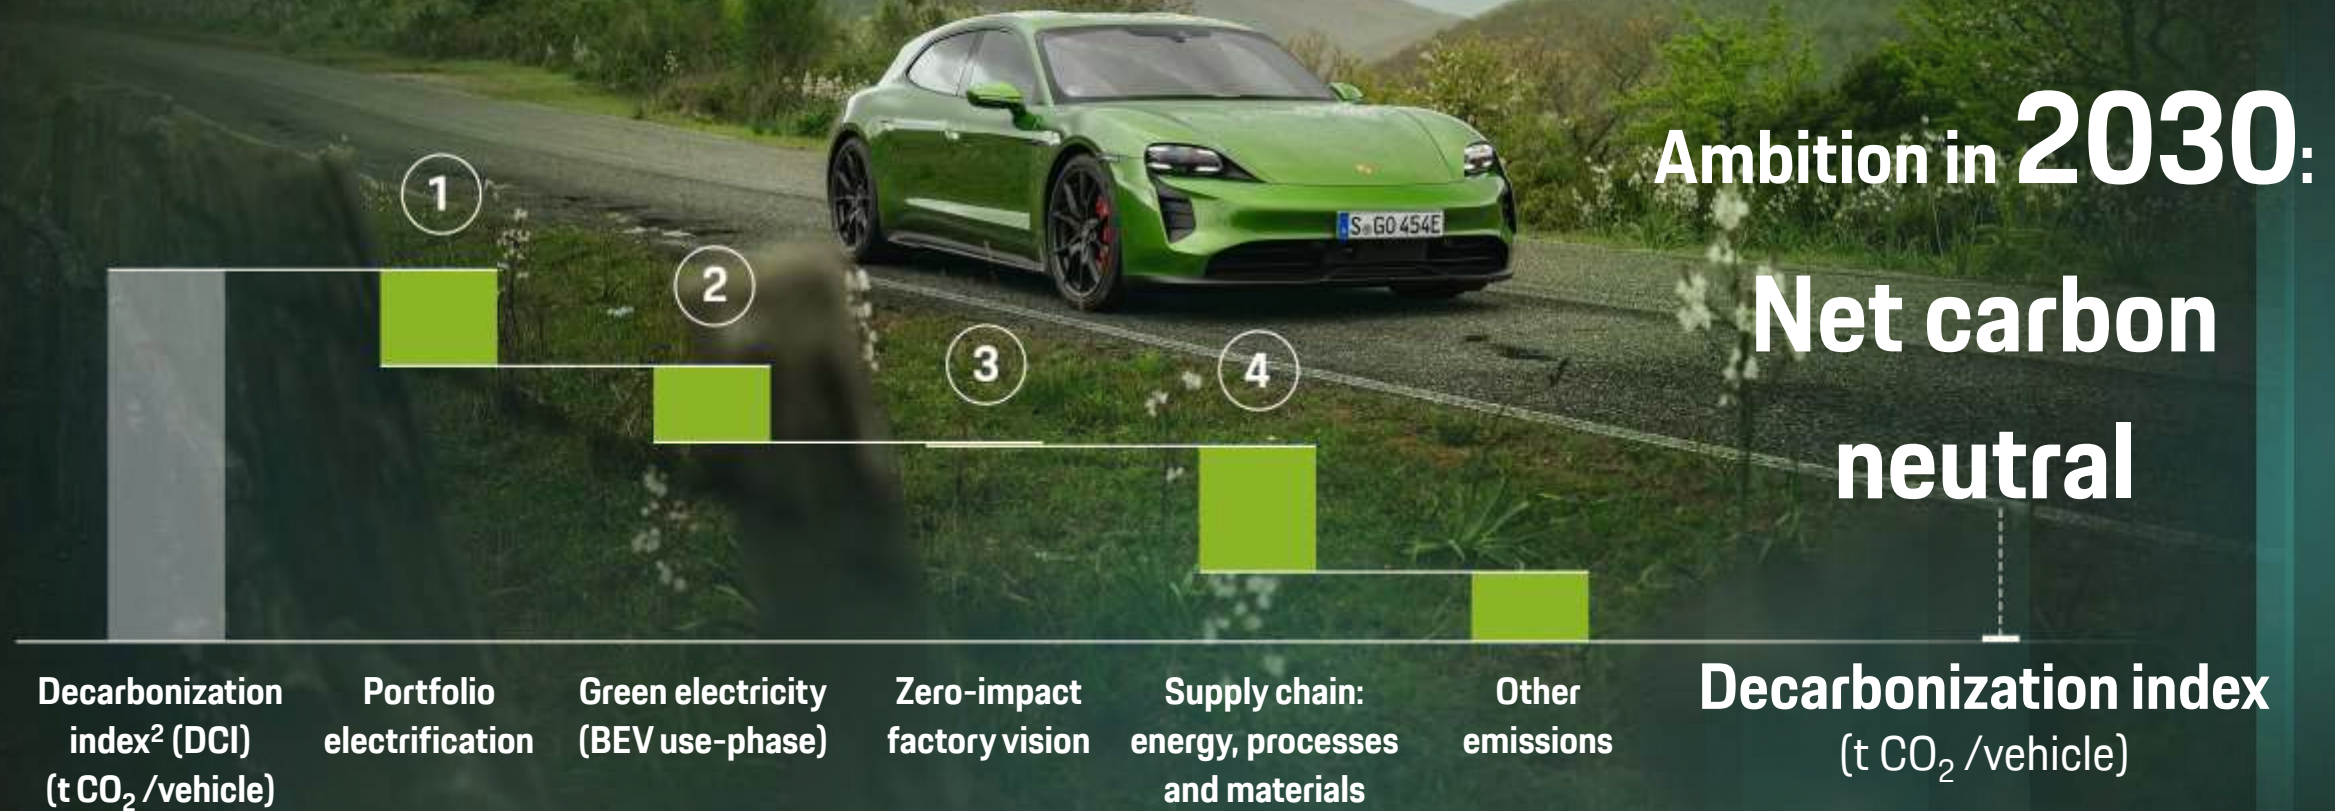 Ambition in 2030:
Net carbon
neutral
1
2
3
4
S GO 454E
Decarbonization
index² (DCI)
(t CO₂ /vehicle)
Portfolio
electrification
Green electricity
(BEV use-phase)
Zero-impact
factory vision
Supply chain:
energy, processes
and materials
Other
emissions
Decarbonization index
(t CO₂ /vehicle)